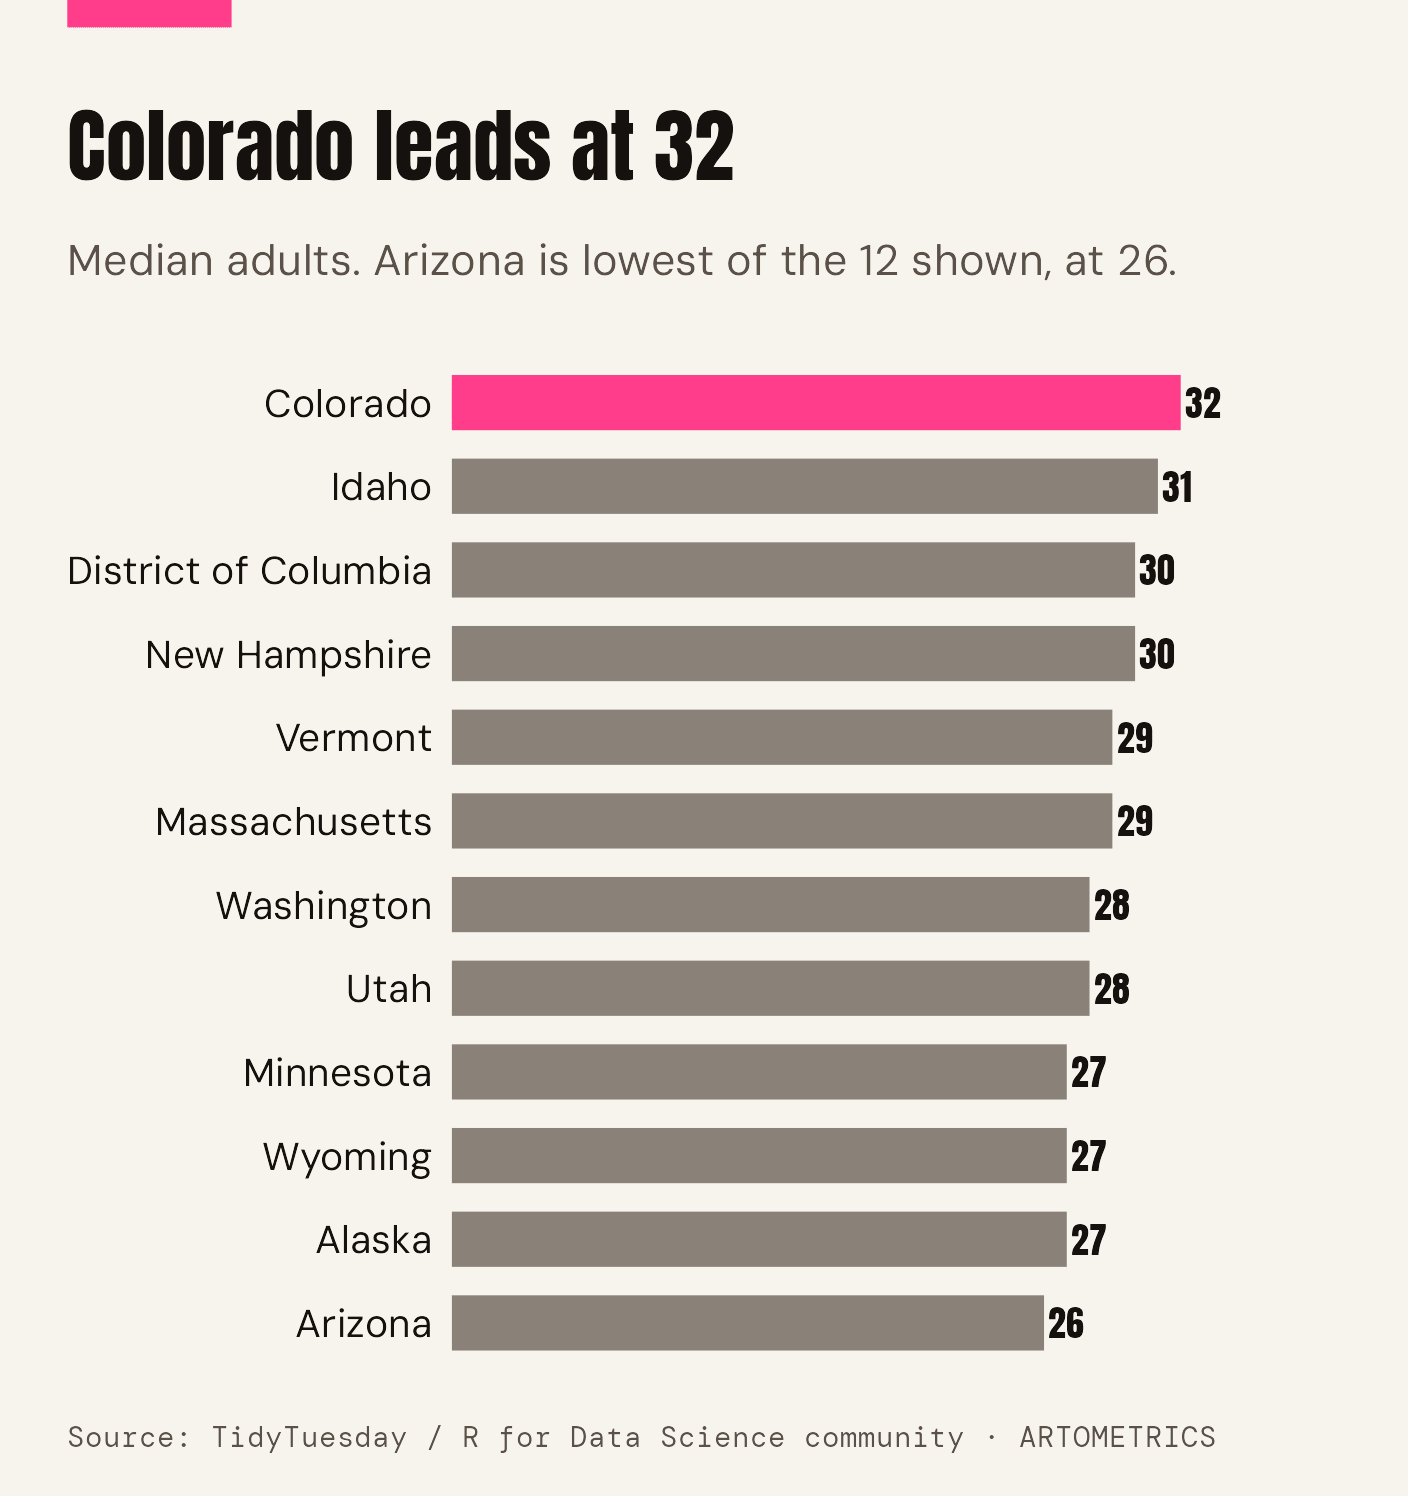 Colorado leads at 32
Median adults. Arizona is lowest of the 12 shown, at 26.
Colorado 32
Idaho 31
District of Columbia 30
New Hampshire 30
Vermont 29
Massachusetts 29
Washington 28
Utah 28
Minnesota 27
Wyoming 27
Alaska 27
Arizona 26
Source: TidyTuesday / R for Data Science community · ARTOMETRICS